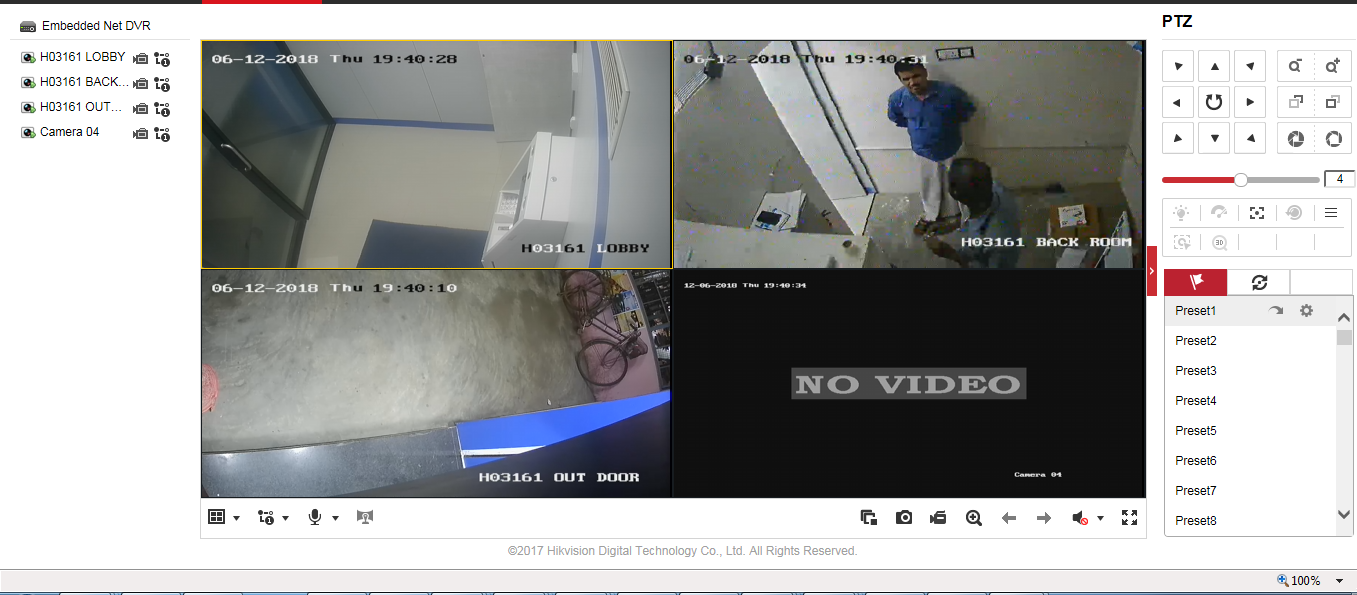 Embedded Net DVR
H03161 LOBBY
H03161 BACK...
H03161 OUT...
Camera 04
06-12-2018 Thu 19:40:28
H03161 LOBBY
06-12-2018 Thu 19:40:31
H03161 BACK ROOM
06-12-2018 Thu 19:40:10
H03161 OUT DOOR
12-06-2018 Thu 19:40:34
NO VIDEO
Camera 04
PTZ
4
3D
Preset1
Preset2
Preset3
Preset4
Preset5
Preset6
Preset7
Preset8
©2017 Hikvision Digital Technology Co., Ltd. All Rights Reserved.
100%